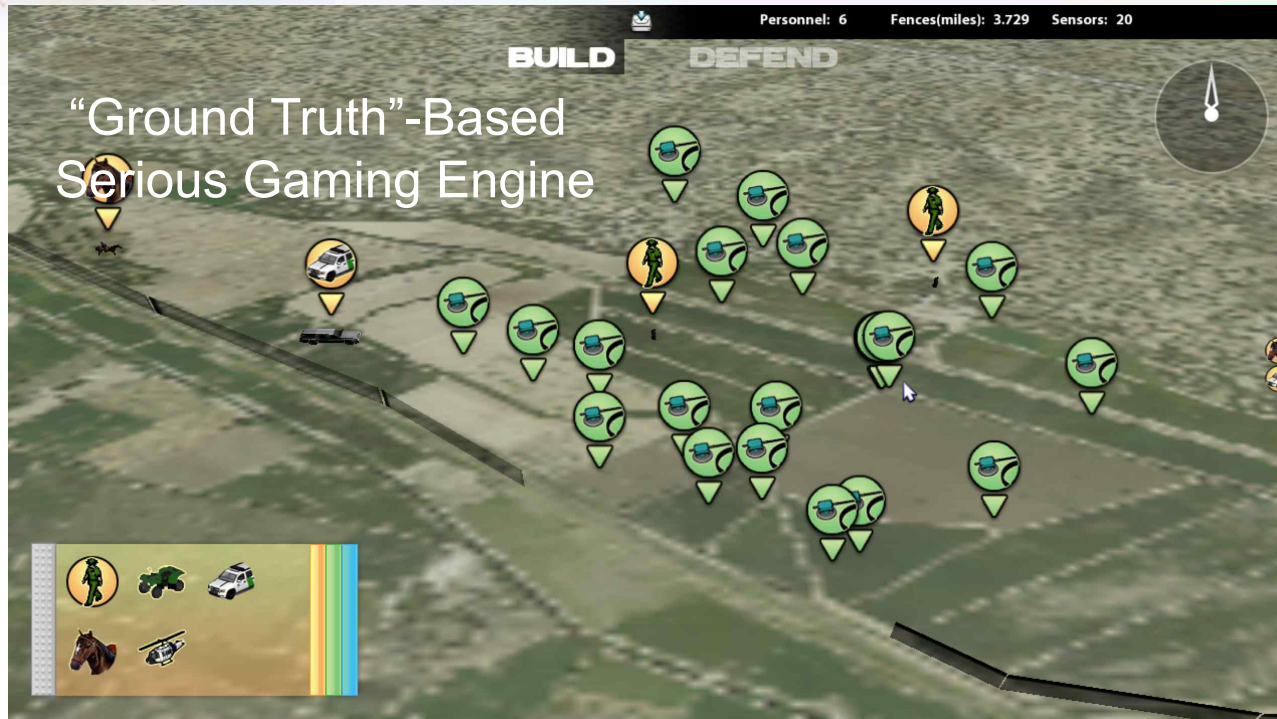 Personnel: 6 Fences(miles): 3.729 Sensors: 20
BUILD DEFEND
“Ground Truth”-Based
Serious Gaming Engine